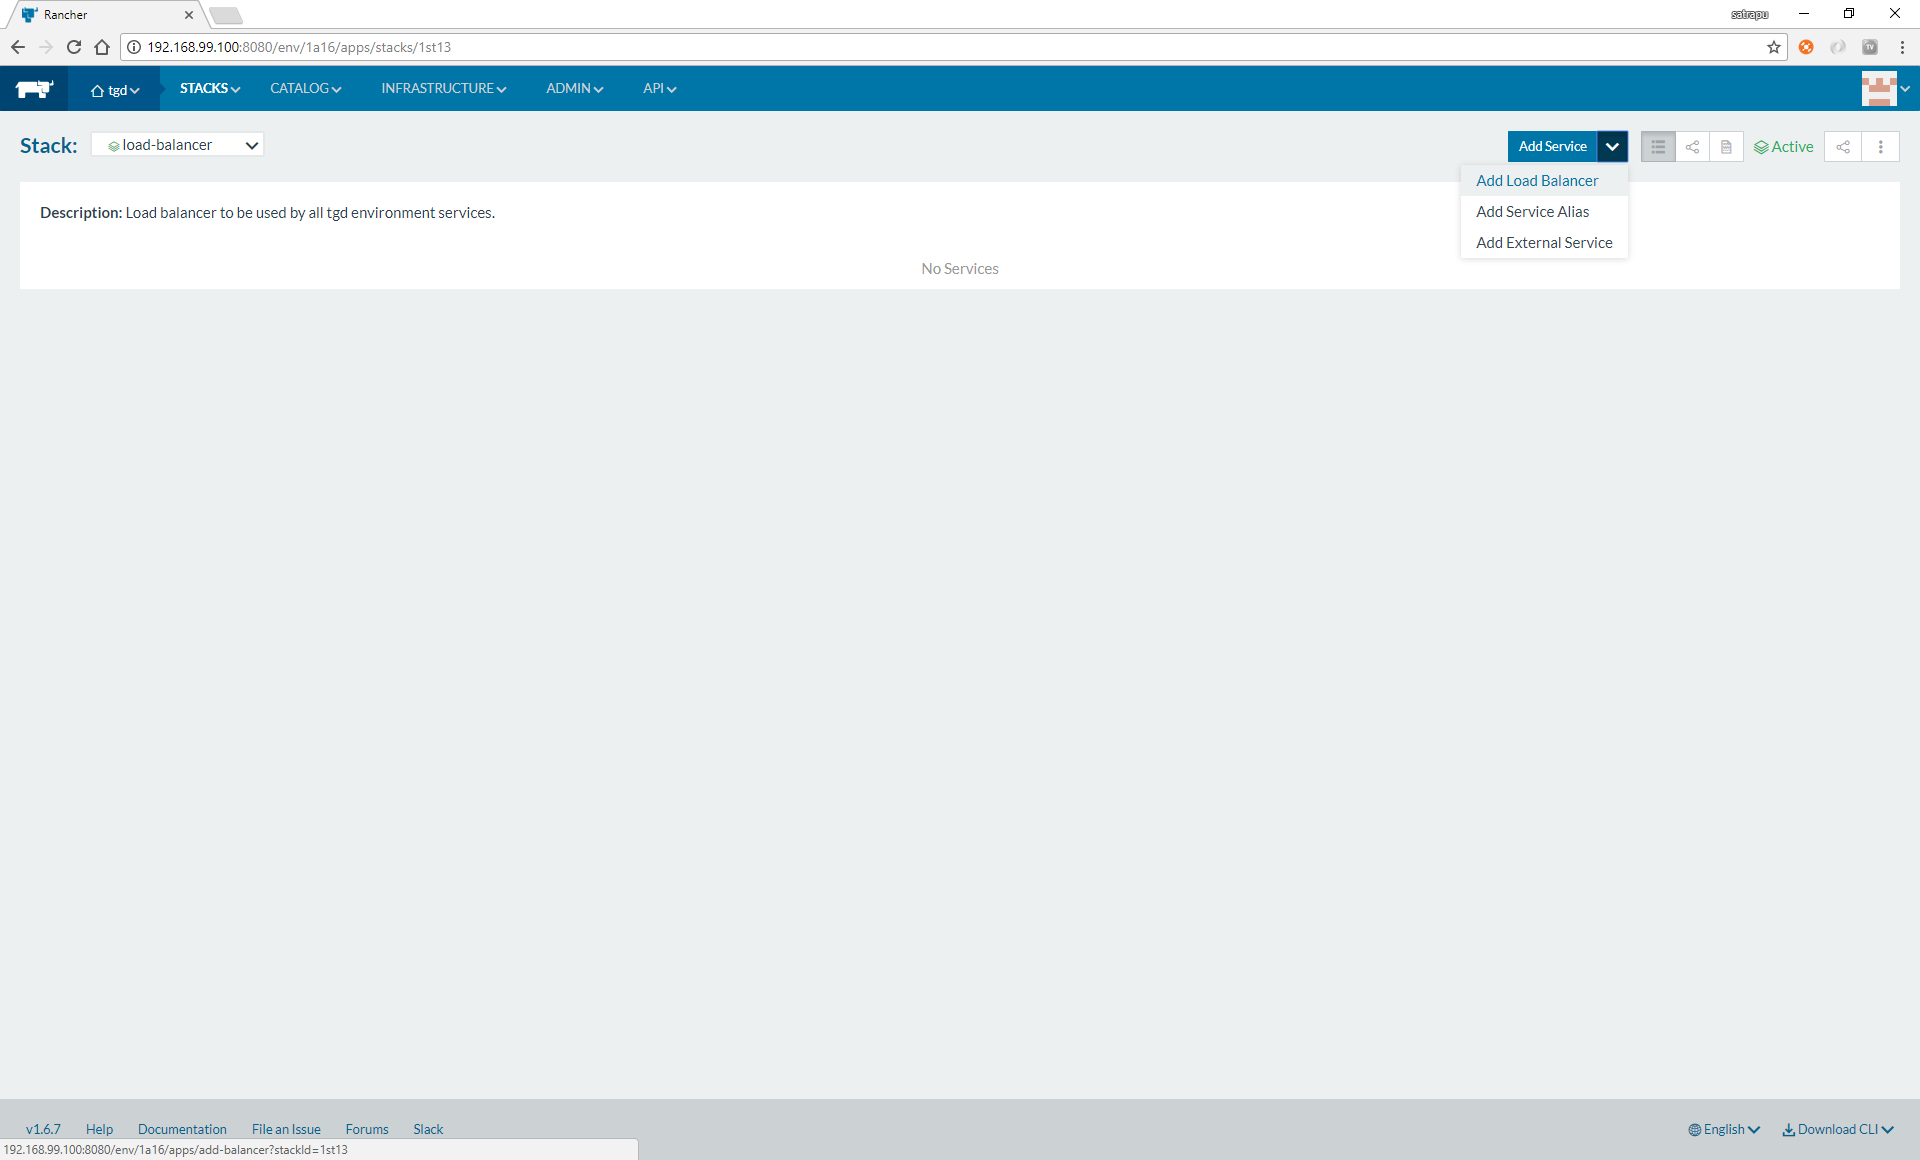 Rancher
satrapu
192.168.99.100:8080/env/1a16/apps/stacks/1st13
TV
tgd
STACKS
CATALOG
INFRASTRUCTURE
ADMIN
API
Stack:
load-balancer
Add Service
Active
Add Load Balancer
Add Service Alias
Add External Service
Description: Load balancer to be used by all tgd environment services.
No Services
v1.6.7
Help
Documentation
File an Issue
Forums
Slack
English
Download CLI
192.168.99.100:8080/env/1a16/apps/add-balancer?stackId=1st13